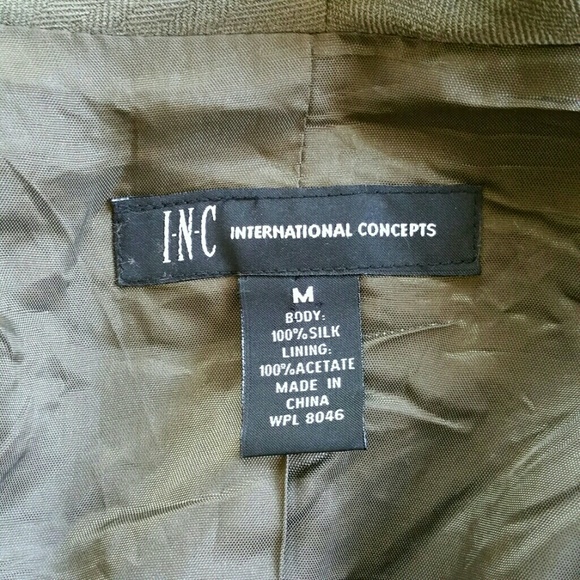 I-N-C INTERNATIONAL CONCEPTS
M
BODY:
100%SILK
LINING:
100%ACETATE
MADE IN
CHINA
WPL 8046